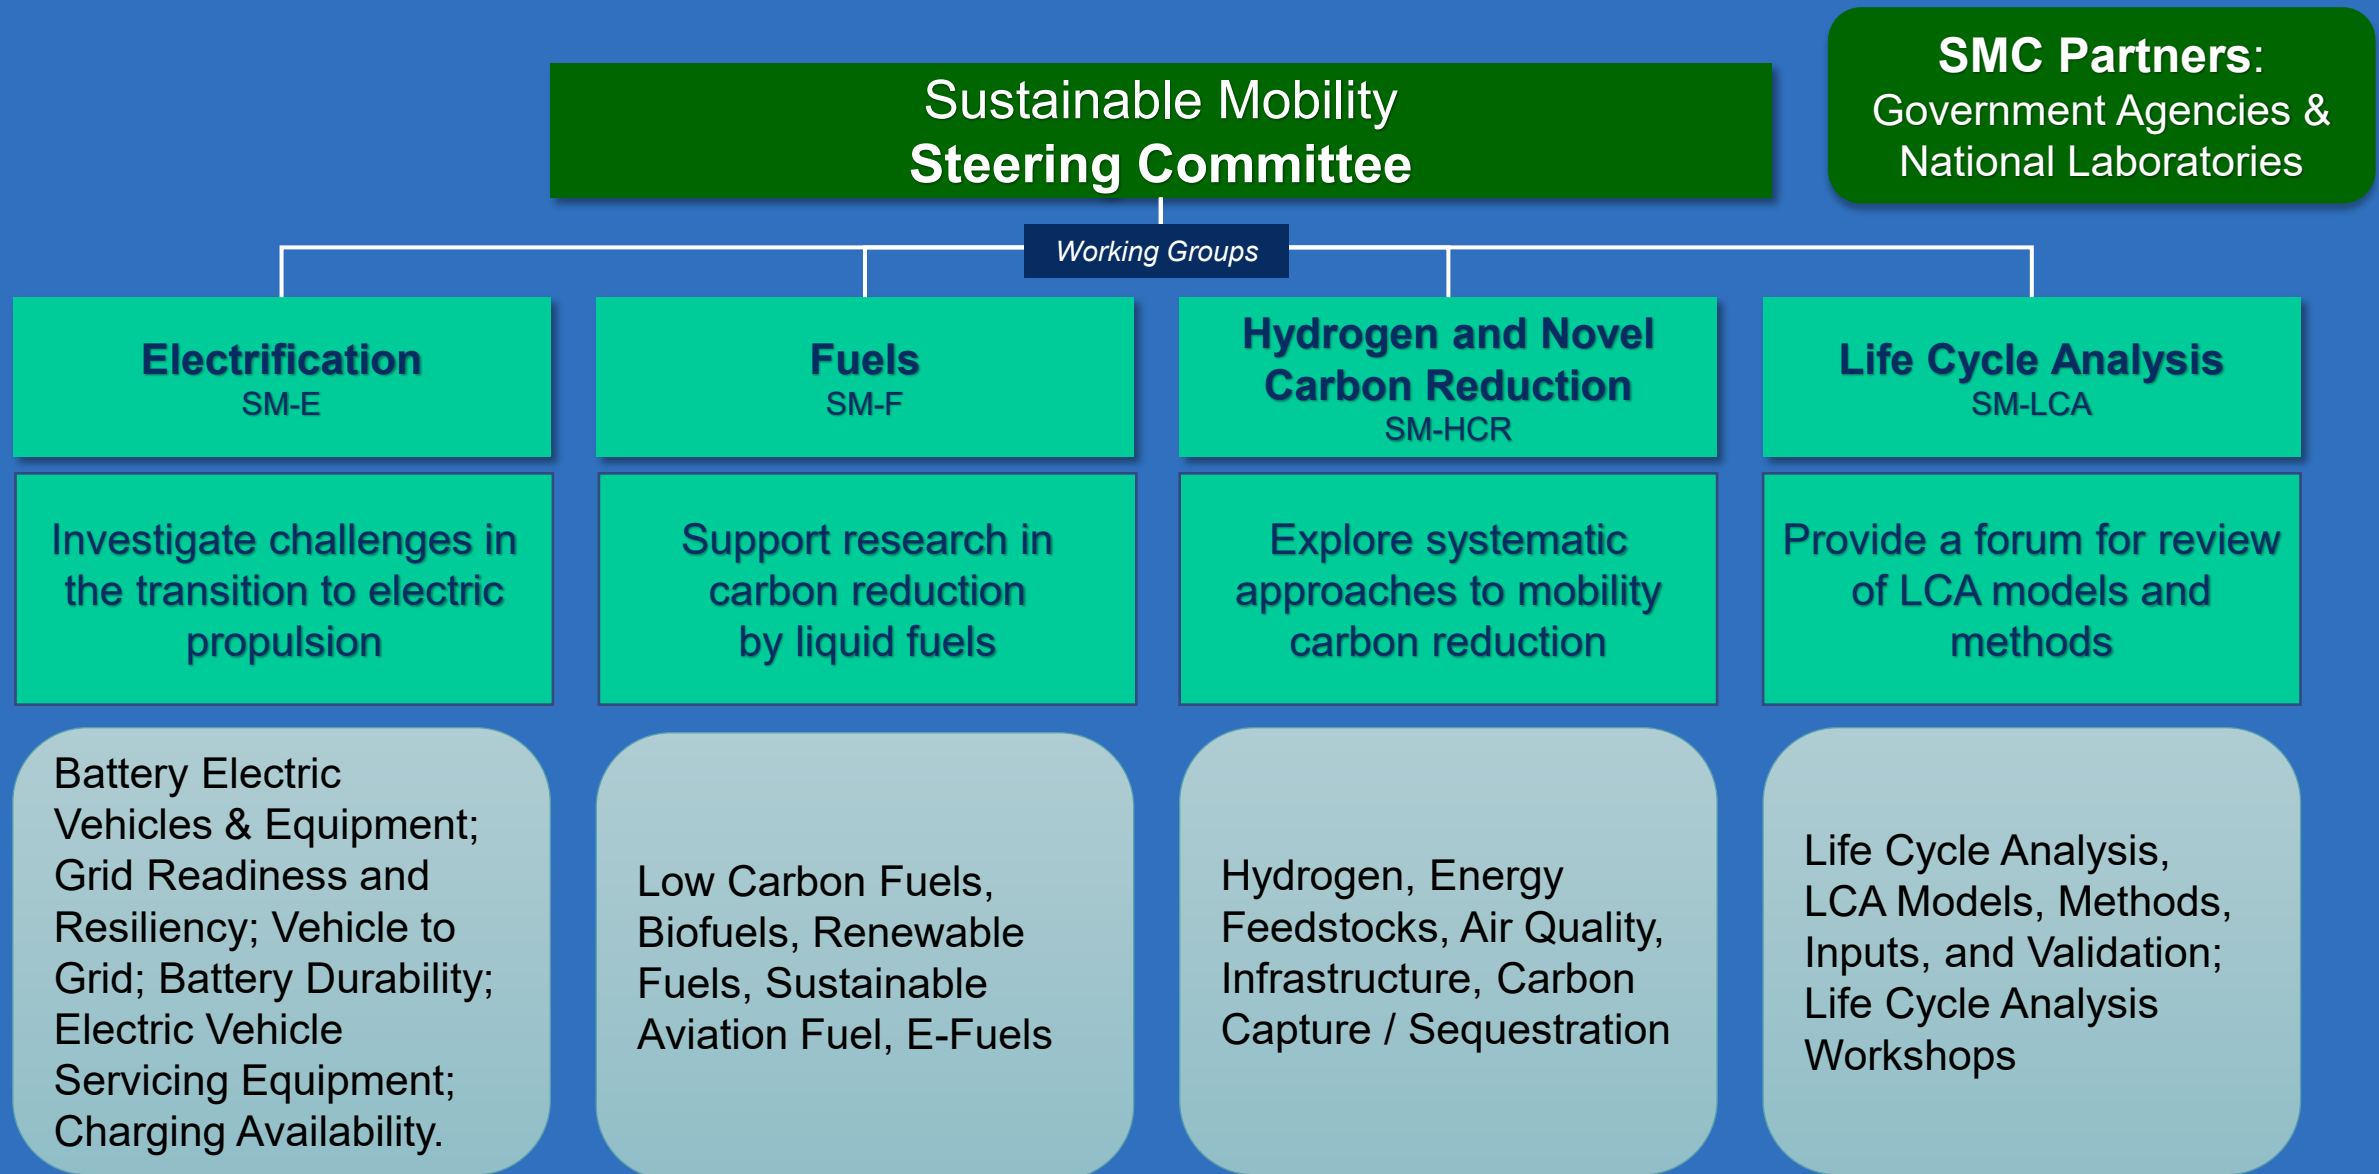 Sustainable Mobility
Steering Committee
SMC Partners:
Government Agencies &
National Laboratories
Working Groups
Electrification
SM-E
Investigate challenges in
the transition to electric
propulsion
Battery Electric
Vehicles & Equipment;
Grid Readiness and
Resiliency; Vehicle to
Grid; Battery Durability;
Electric Vehicle
Servicing Equipment;
Charging Availability.
Fuels
SM-F
Support research in
carbon reduction
by liquid fuels
Low Carbon Fuels,
Biofuels, Renewable
Fuels, Sustainable
Aviation Fuel, E-Fuels
Hydrogen and Novel
Carbon Reduction
SM-HCR
Explore systematic
approaches to mobility
carbon reduction
Hydrogen, Energy
Feedstocks, Air Quality,
Infrastructure, Carbon
Capture / Sequestration
Life Cycle Analysis
SM-LCA
Provide a forum for review
of LCA models and
methods
Life Cycle Analysis,
LCA Models, Methods,
Inputs, and Validation;
Life Cycle Analysis
Workshops